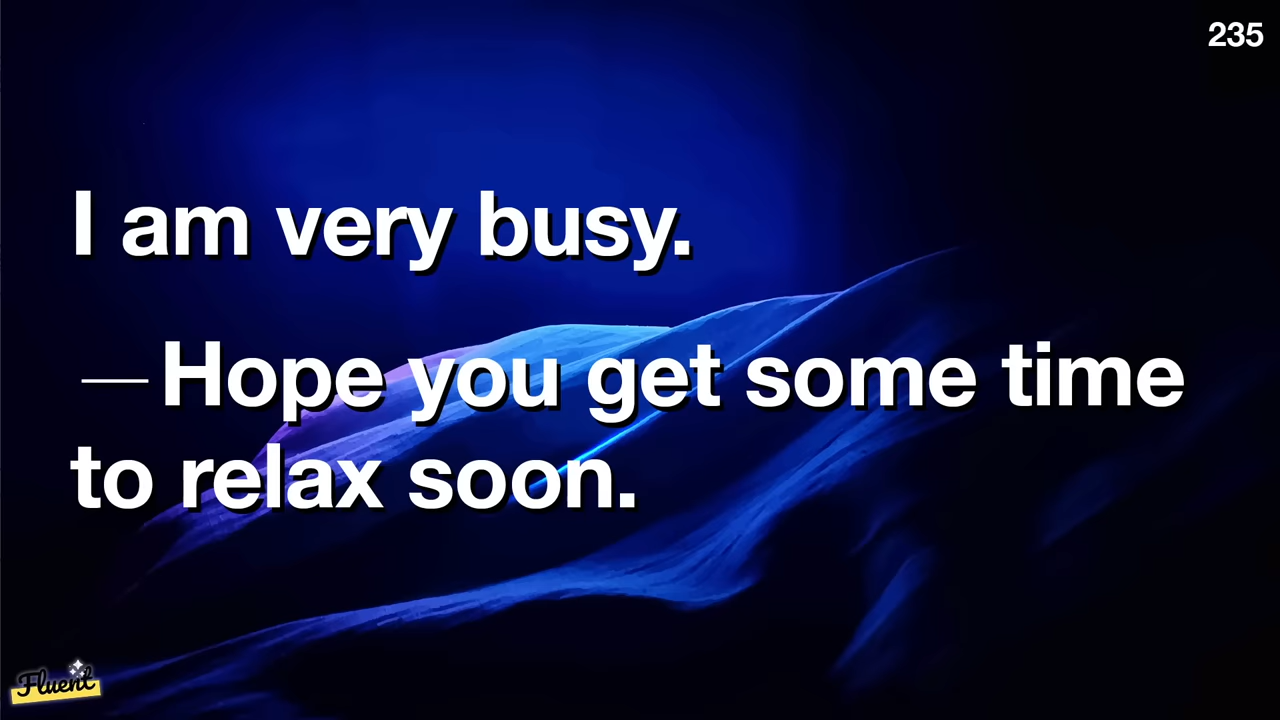 235
I am very busy.
— Hope you get some time
to relax soon.
Fluent